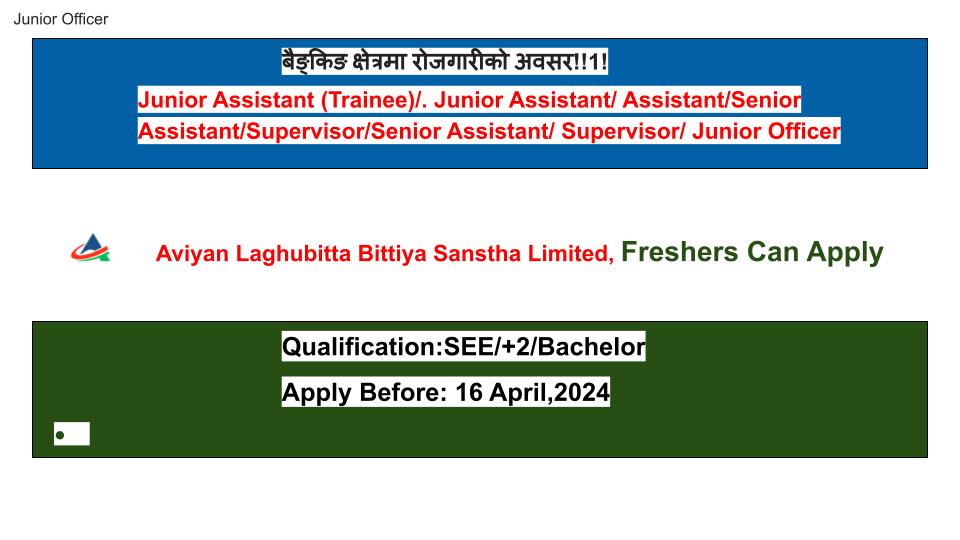 Junior Officer
बैङ्किङ क्षेत्रमा रोजगारीको अवसर!!1!
Junior Assistant (Trainee)/. Junior Assistant/ Assistant/Senior
Assistant/Supervisor/Senior Assistant/ Supervisor/ Junior Officer
Aviyan Laghubitta Bittiya Sanstha Limited, Freshers Can Apply
Qualification:SEE/+2/Bachelor
Apply Before: 16 April,2024